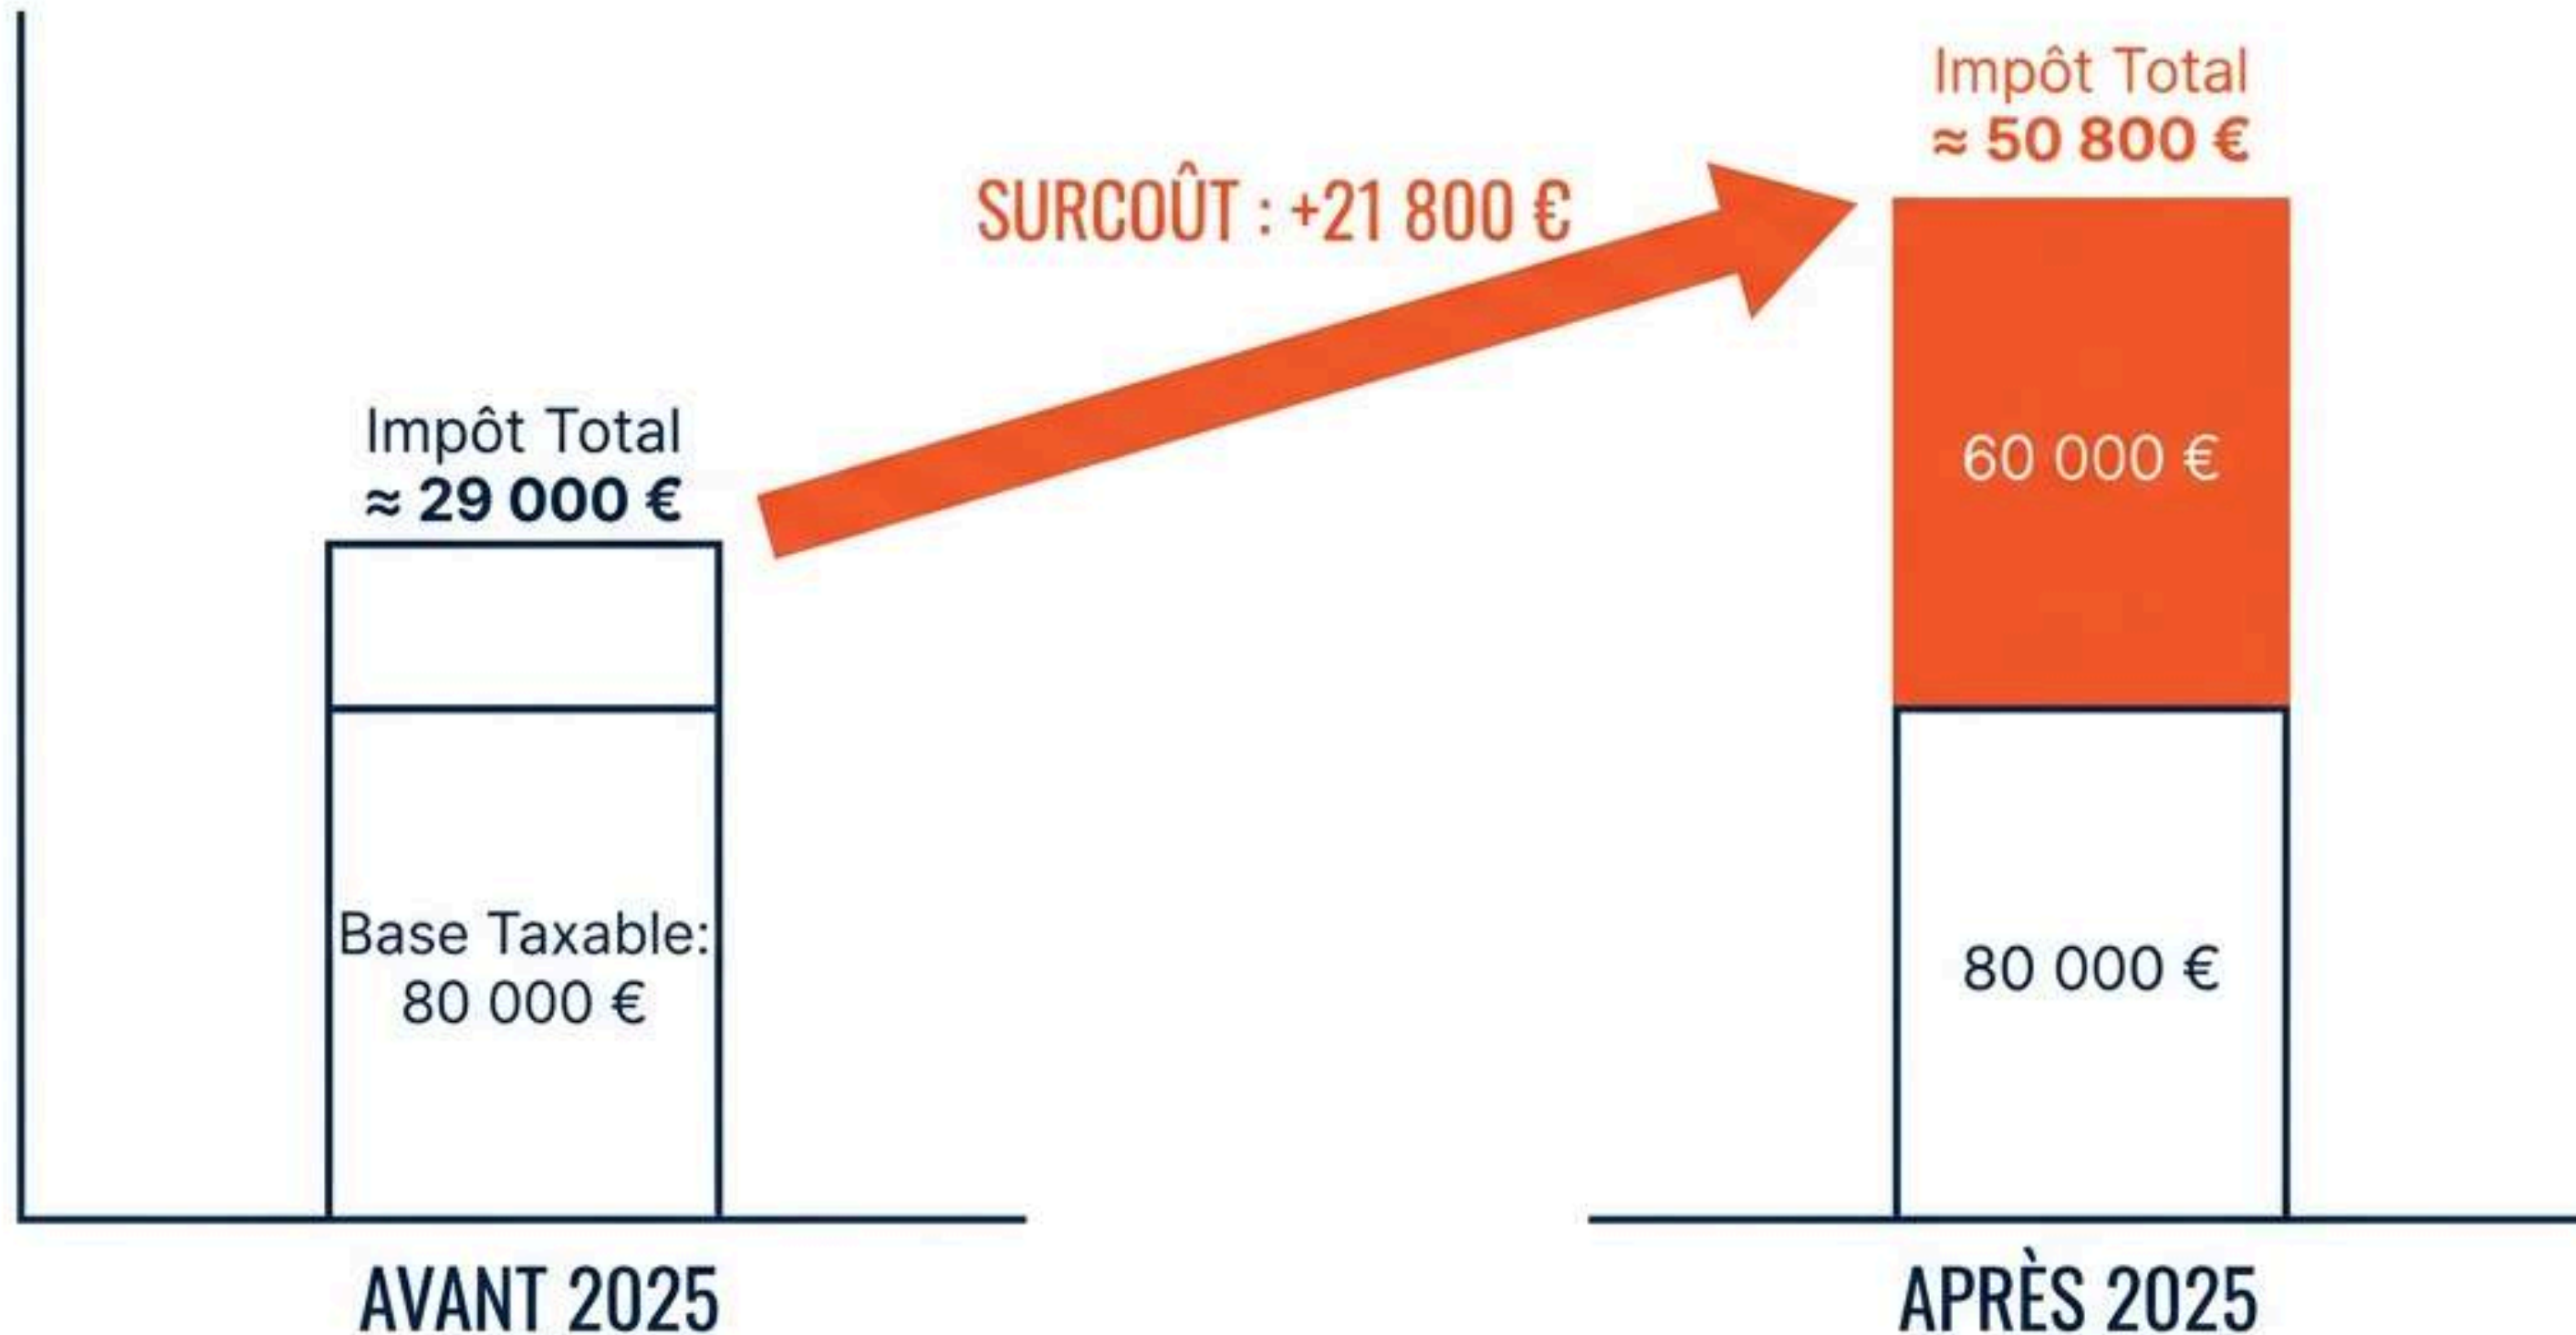 Impôt Total
≈ 29 000 €
Base Taxable:
80 000 €
AVANT 2025
SURCOÛT : +21 800 €
Impôt Total
≈ 50 800 €
60 000 €
80 000 €
APRÈS 2025